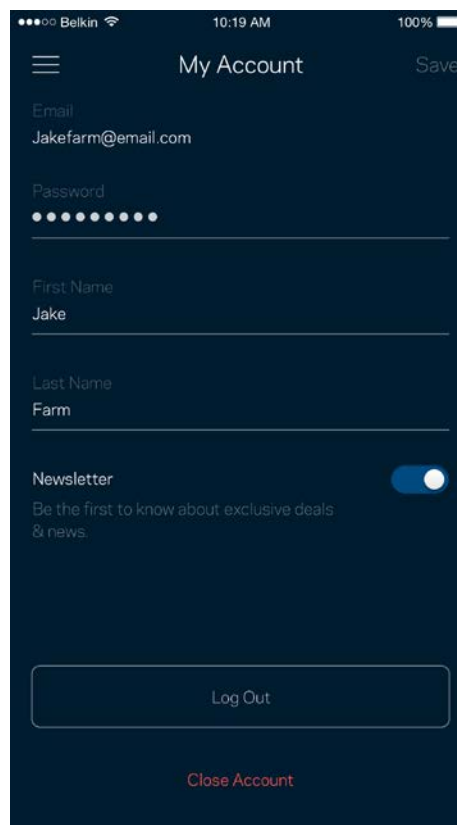 Belkin 10:19 AM 100%
My Account Save
Email
Jakefarm@email.com
Password
First Name
Jake
Last Name
Farm
Newsletter
Be the first to know about exclusive deals
& news.
Log Out
Close Account